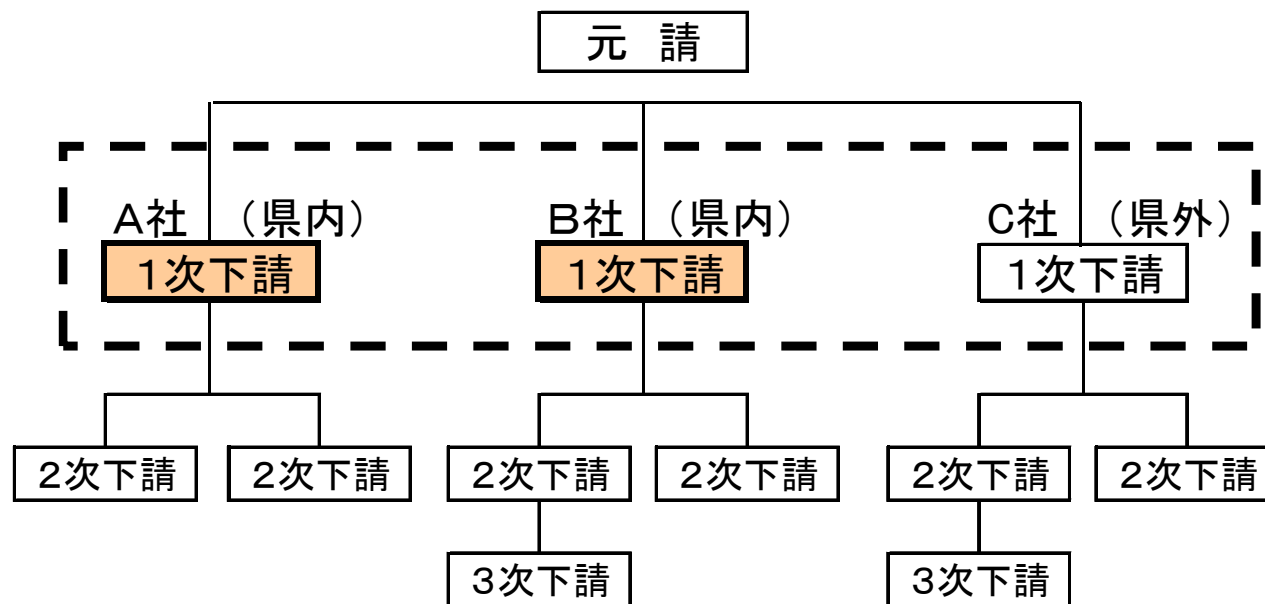 元 請
A社 (県内) B社 (県内) C社 (県外)
1次下請 1次下請 1次下請
2次下請 2次下請 2次下請 2次下請 2次下請 2次下請
3次下請 3次下請